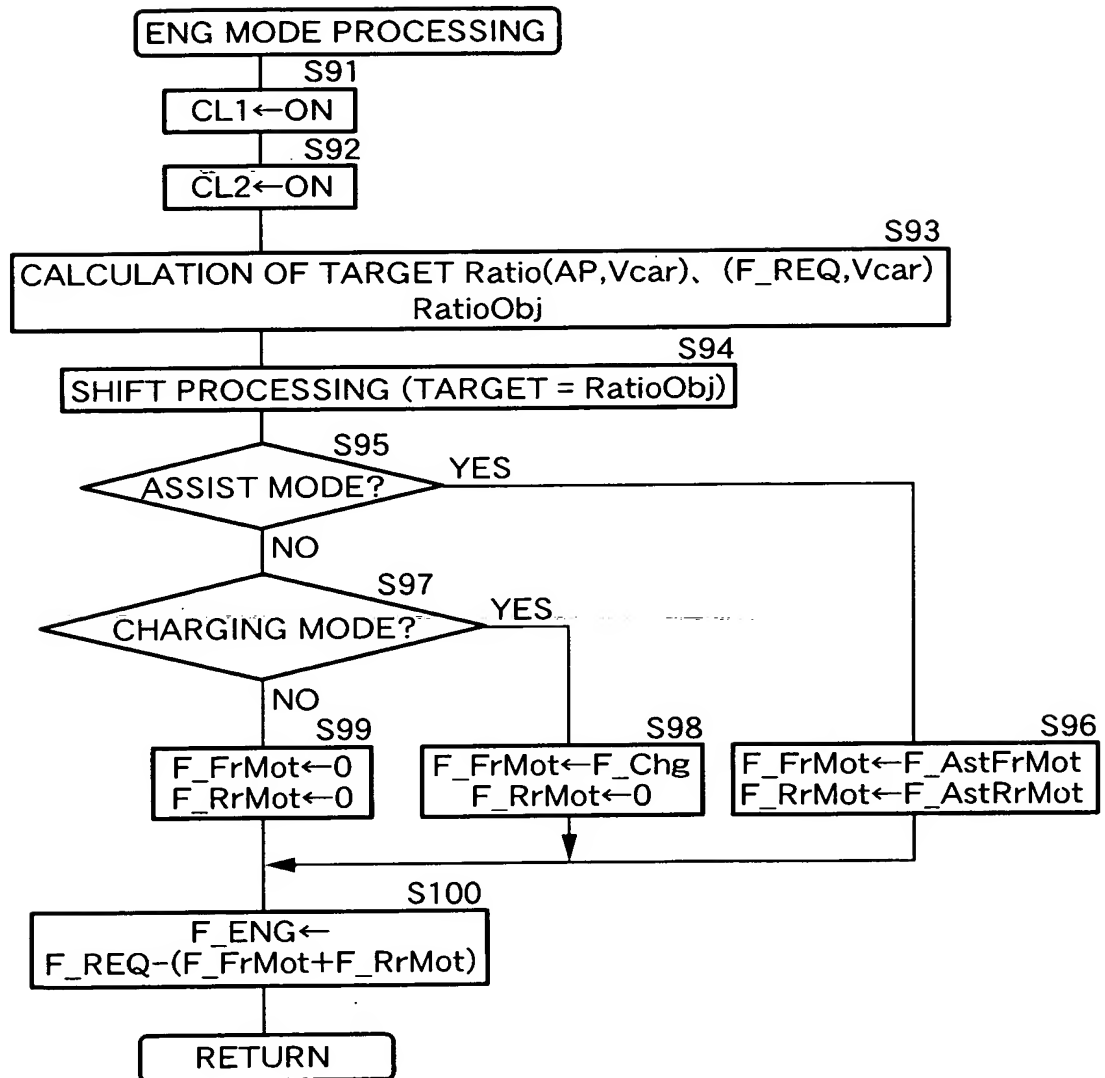 ENG MODE PROCESSING
S91
CL1←ON
S92
CL2←ON
S93
CALCULATION OF TARGET Ratio(AP,Vcar)、(F_REQ,Vcar)
RatioObj
S94
SHIFT PROCESSING (TARGET = RatioObj)
S95
ASSIST MODE?
YES
NO
S97
CHARGING MODE?
YES
NO
S99
F_FrMot←0
F_RrMot←0
S98
F_FrMot←F_Chg
F_RrMot←0
S96
F_FrMot←F_AstFrMot
F_RrMot←F_AstRrMot
S100
F_ENG←
F_REQ-(F_FrMot+F_RrMot)
RETURN